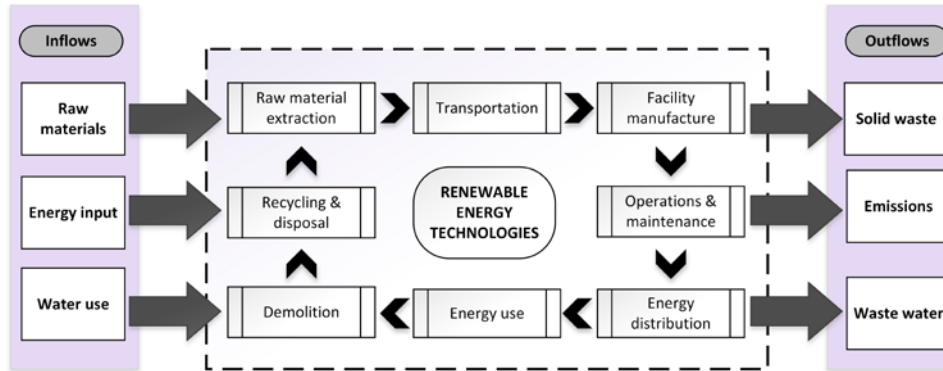 Inflows
Outflows
Raw
materials
Raw material
extraction
Transportation
Facility
manufacture
Solid waste
Energy input
Recycling &
disposal
RENEWABLE
ENERGY
TECHNOLOGIES
Operations &
maintenance
Emissions
Water use
Demolition
Energy use
Energy
distribution
Waste water